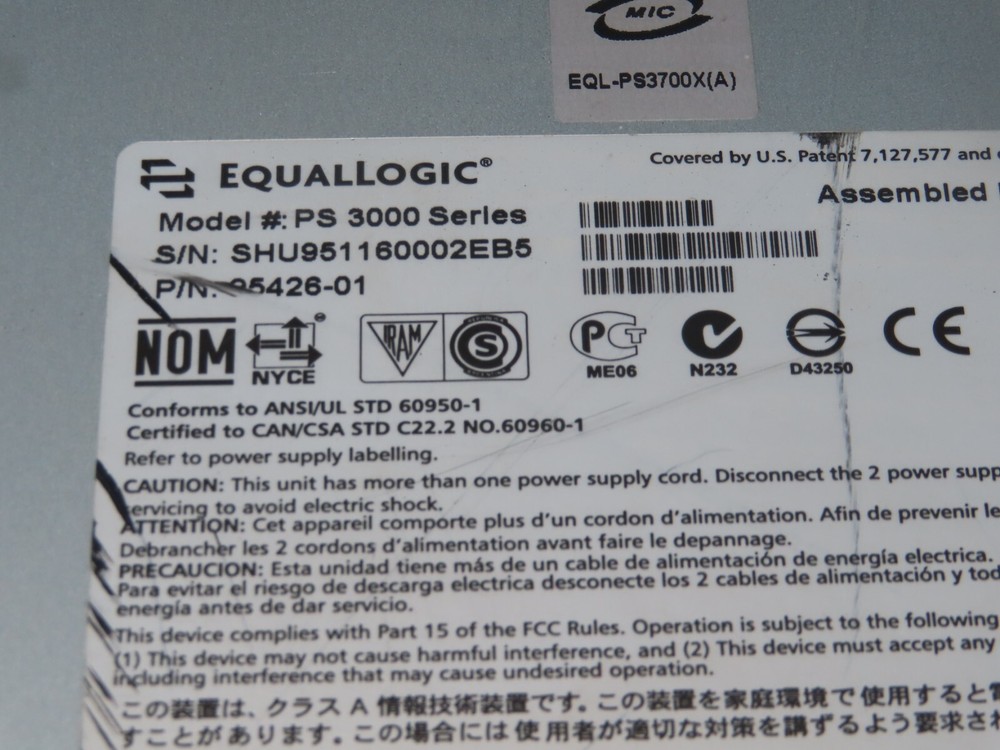 MIC
EQL-PS3700X(A)
EQUALLOGIC®
Covered by U.S. Patent 7,127,577 and
Assembled
Model #: PS 3000 Series
S/N: SHU951160002EB5
P/N: 95426-01
NOM
NYCE
IRAM
S
PCT
ME06
N232
D43250
CE
Conforms to ANSI/UL STD 60950-1
Certified to CAN/CSA STD C22.2 NO.60960-1
Refer to power supply labelling.
CAUTION: This unit has more than one power supply cord. Disconnect the 2 power supp
servicing to avoid electric shock.
ATTENTION: Cet appareil comporte plus d'un cordon d'alimentation. Afin de prevenir le
Debrancher les 2 cordons d'alimentation avant faire le depannage.
PRECAUCION: Esta unidad tiene más de un cable de alimentación de energía electrica.
Para evitar el riesgo de descarga electrica desconecte los 2 cables de alimentación y tod
energía antes de dar servicio.
This device complies with Part 15 of the FCC Rules. Operation is subject to the following
(1) This device may not cause harmful interference, and (2) This device must accept any
including interference that may cause undesired operation.
この装置は、クラス A 情報技術装置です。この装置を家庭環境で使用すると電
すことがあります。この場合には使用者が適切な対策を講ずるよう要求され